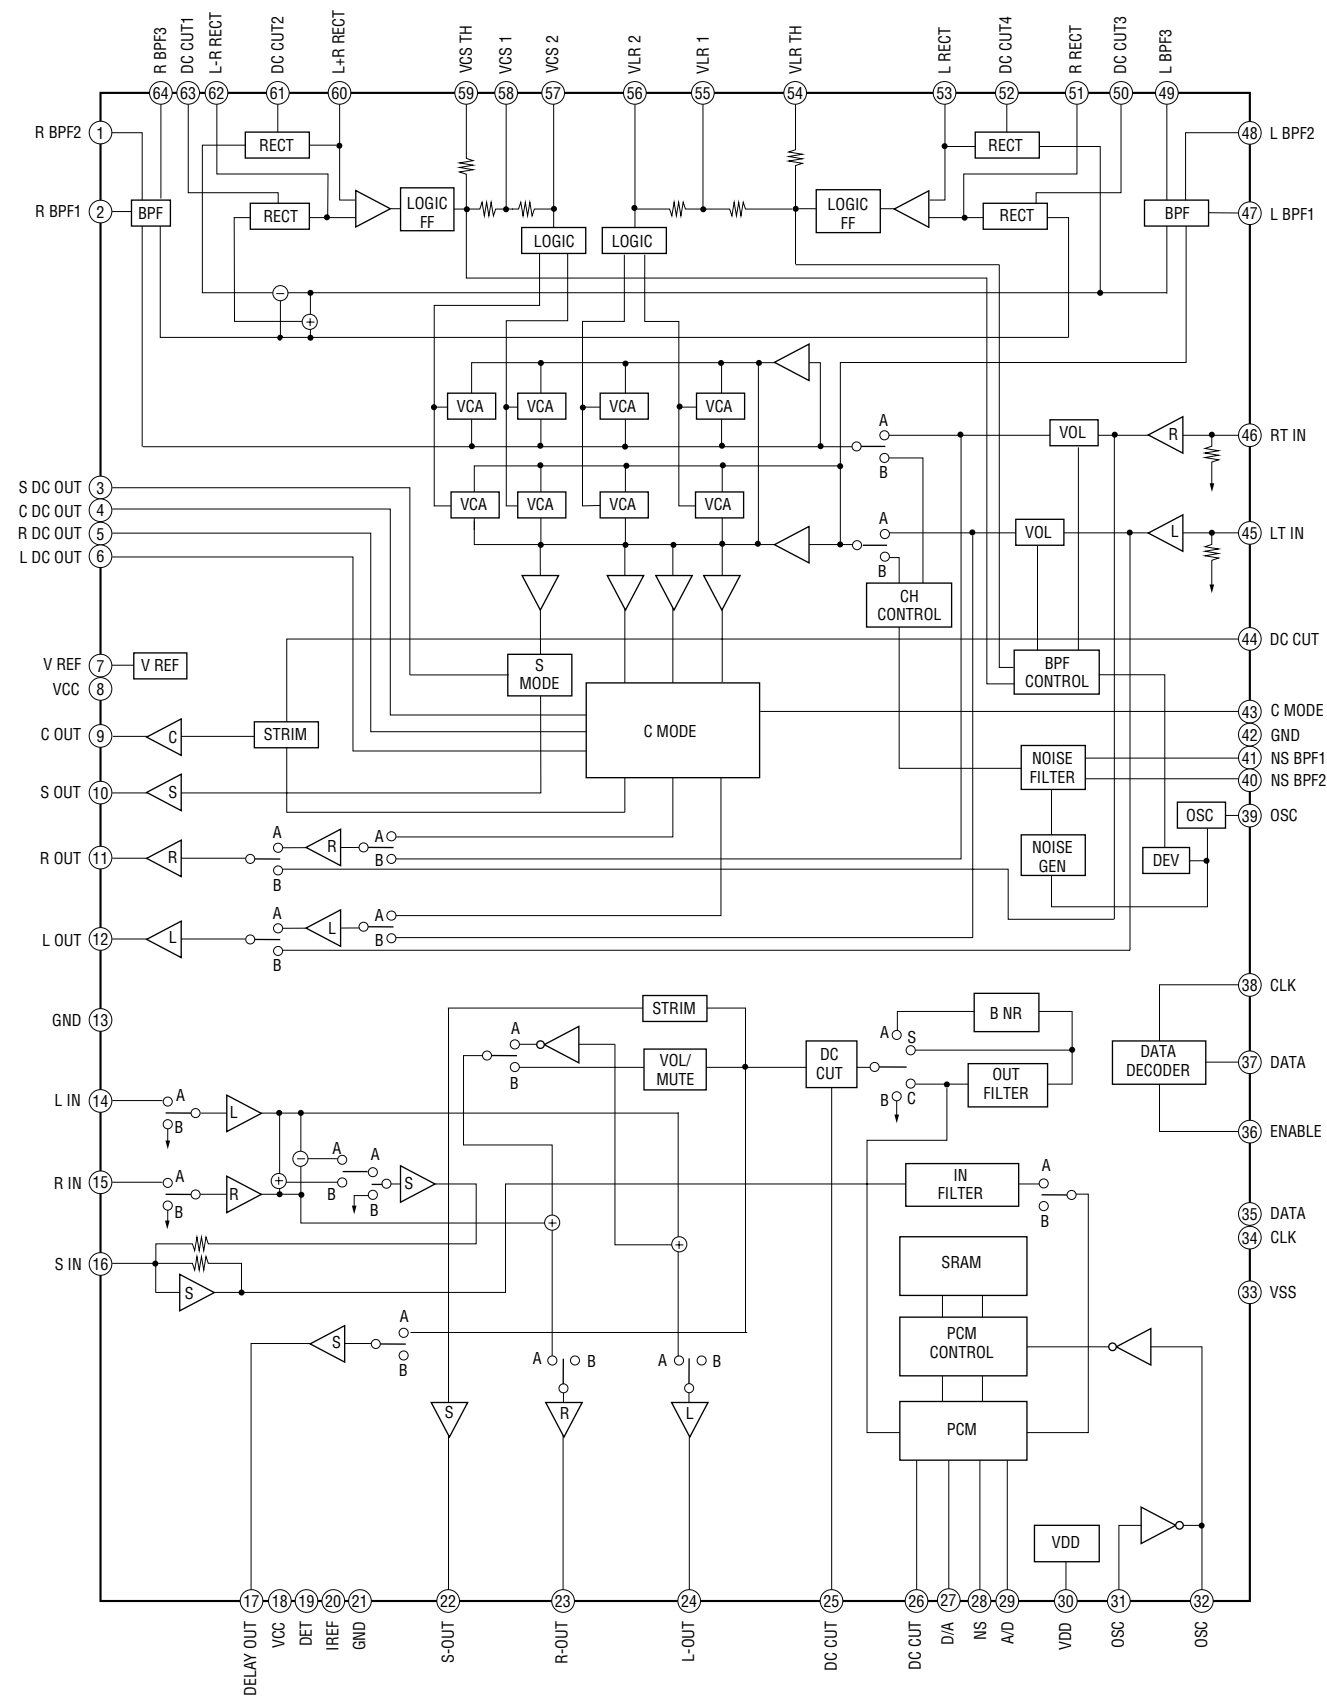 R BPF3
DC CUT1
L-R RECT
DC CUT2
L+R RECT
VCS TH
VCS 1
VCS 2
VLR 2
VLR 1
VLR TH
L RECT
DC CUT4
R RECT
DC CUT3
L BPF3
64 63 62 61 60 59 58 57 56 55 54 53 52 51 50 49
R BPF2 1
48 L BPF2
RECT
RECT
R BPF1 2
BPF
RECT
LOGIC
FF
LOGIC
FF
RECT
BPF
47 L BPF1
LOGIC
LOGIC
−
+
VCA
VCA
VCA
VCA
A
B
VOL
R
46 RT IN
S DC OUT 3
C DC OUT 4
R DC OUT 5
L DC OUT 6
VCA
VCA
VCA
VCA
A
B
VOL
L
45 LT IN
CH
CONTROL
44 DC CUT
V REF 7
V REF
VCC 8
S
MODE
BPF
CONTROL
C OUT 9
C
STRIM
C MODE
43 C MODE
42 GND
41 NS BPF1
40 NS BPF2
NOISE
FILTER
S OUT 10
S
OSC
39 OSC
R OUT 11
R
A
B
R
A
B
NOISE
GEN
DEV
L OUT 12
L
A
B
L
A
B
38 CLK
GND 13
STRIM
B NR
A
B
VOL/
MUTE
DC
CUT
A
S
B
C
OUT
FILTER
DATA
DECODER
37 DATA
L IN 14
A
B
L
36 ENABLE
−
A
A
R IN 15
A
B
R
+
B
B
S
IN
FILTER
A
B
35 DATA
34 CLK
+
+
S IN 16
S
SRAM
33 VSS
A
B
S
PCM
CONTROL
A
B
A
B
S
R
L
PCM
VDD
17 18 19 20 21 22 23 24 25 26 27 28 29 30 31 32
DELAY OUT
VCC
DET
IREF
GND
S-OUT
R-OUT
L-OUT
DC CUT
DC CUT
D/A
NS
A/D
VDD
OSC
OSC